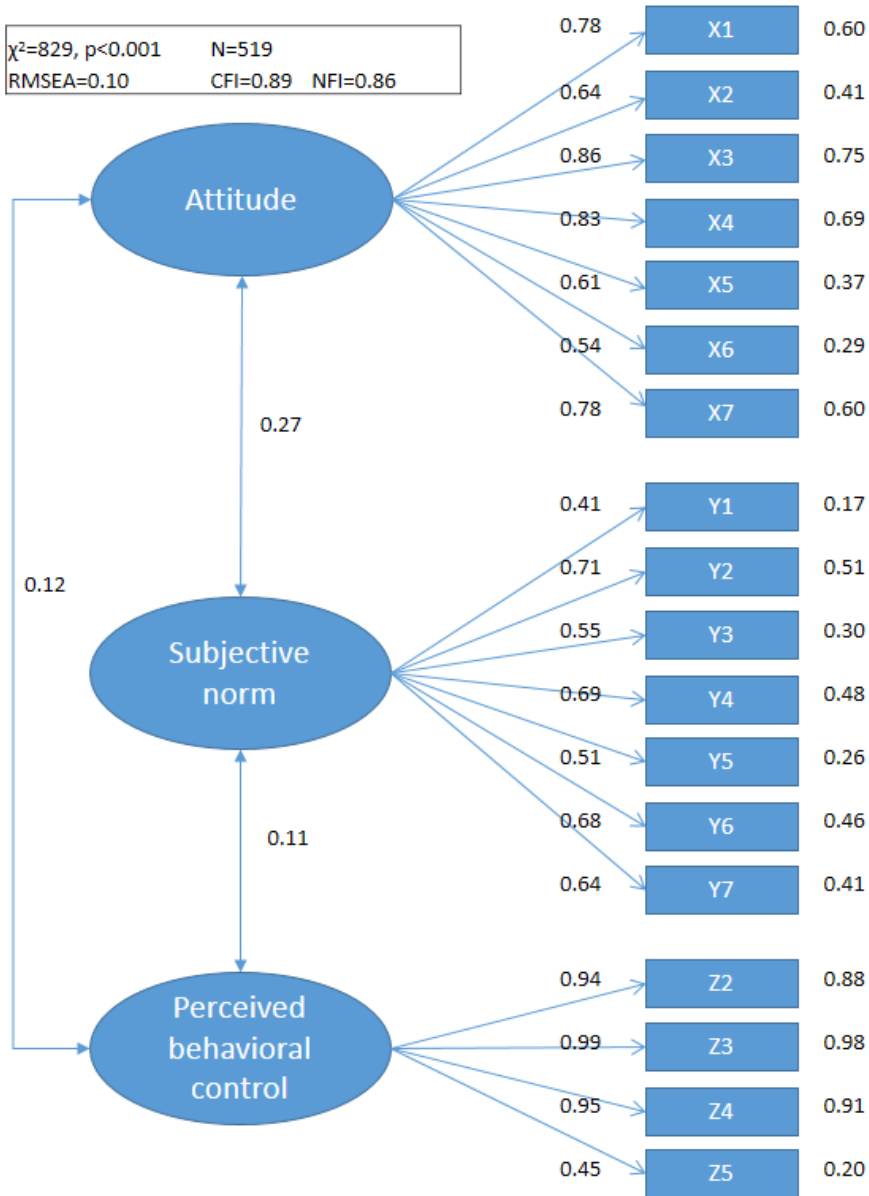 χ²=829, p<0.001 N=519
RMSEA=0.10 CFI=0.89 NFI=0.86
0.78 X1 0.60
0.64 X2 0.41
0.86 X3 0.75
Attitude
0.83 X4 0.69
0.61 X5 0.37
0.54 X6 0.29
0.78 X7 0.60
0.27
0.41 Y1 0.17
0.71 Y2 0.51
0.12
0.55 Y3 0.30
Subjective
norm
0.69 Y4 0.48
0.51 Y5 0.26
0.68 Y6 0.46
0.11
0.64 Y7 0.41
0.94 Z2 0.88
Perceived
behavioral
control
0.99 Z3 0.98
0.95 Z4 0.91
0.45 Z5 0.20